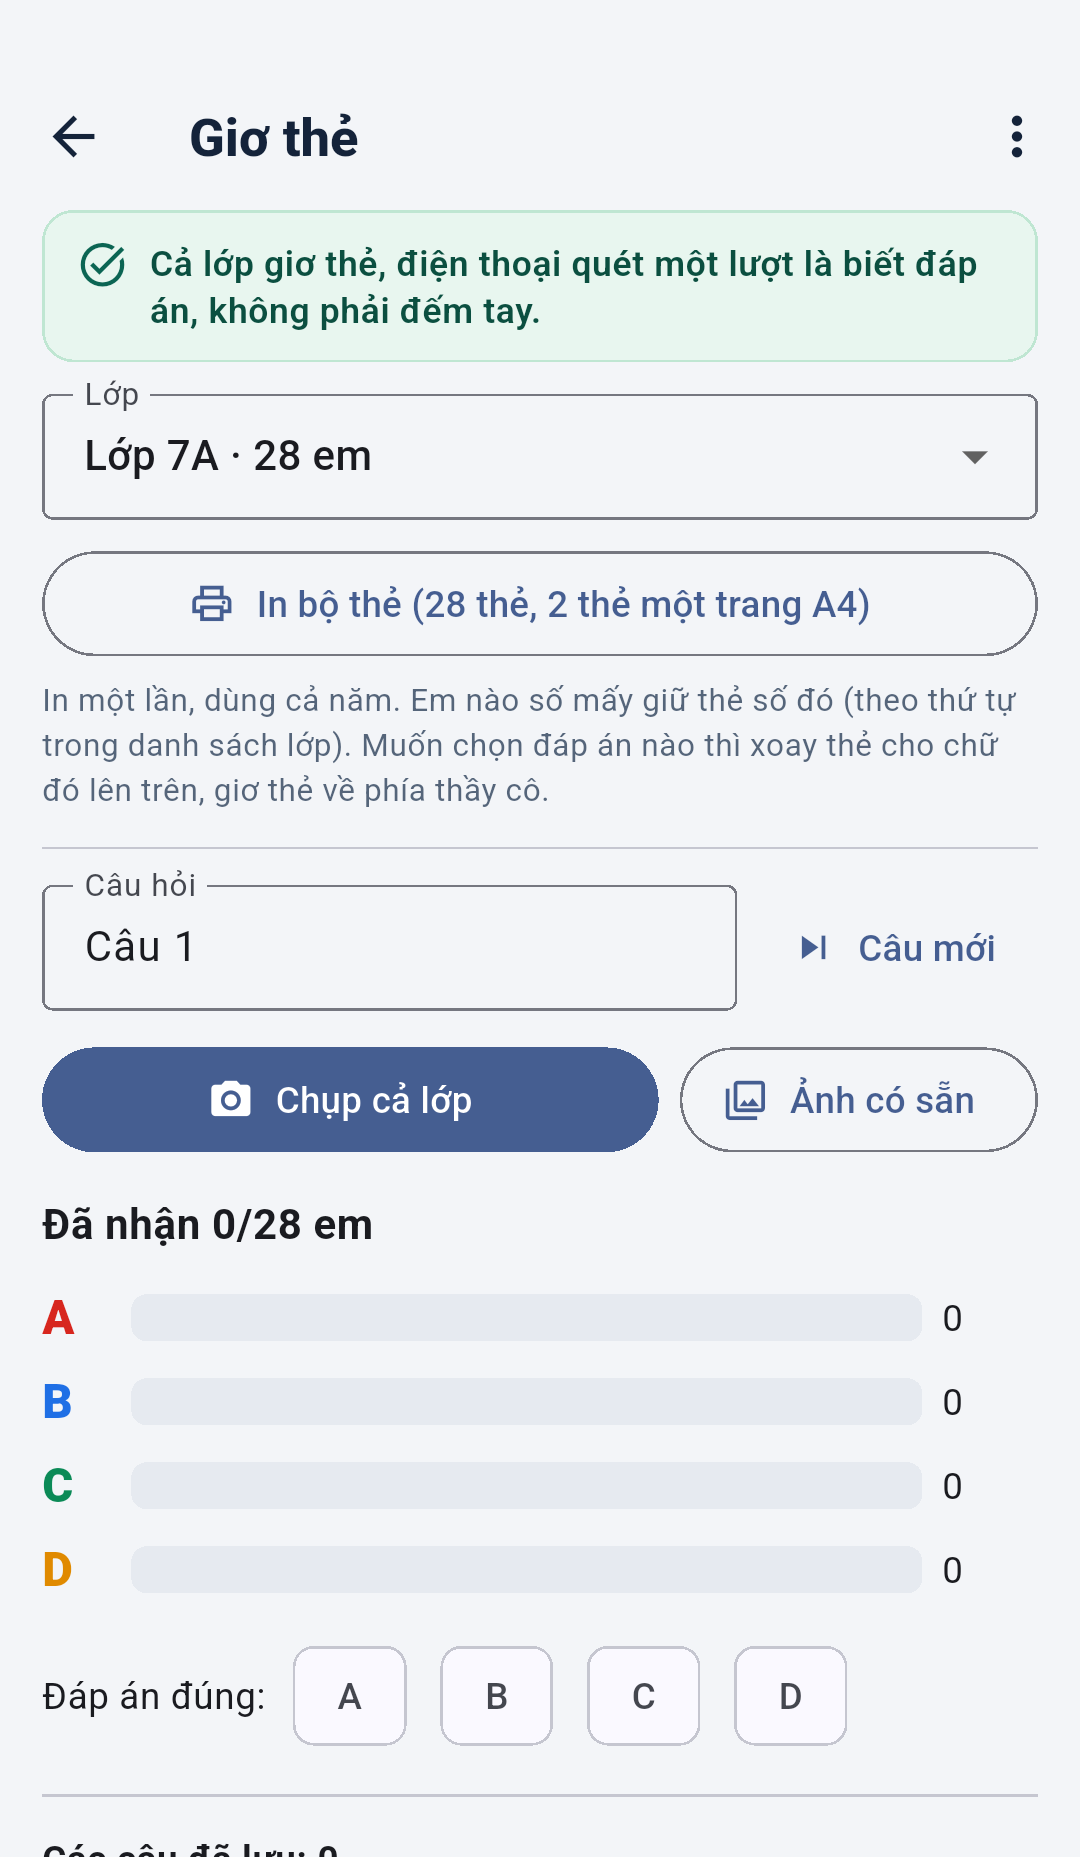 Giơ thẻ
Cả lớp giơ thẻ, điện thoại quét một lượt là biết đáp
án, không phải đếm tay.
Lớp
Lớp 7A · 28 em
In bộ thẻ (28 thẻ, 2 thẻ một trang A4)
In một lần, dùng cả năm. Em nào số mấy giữ thẻ số đó (theo thứ tự
trong danh sách lớp). Muốn chọn đáp án nào thì xoay thẻ cho chữ
đó lên trên, giơ thẻ về phía thầy cô.
Câu hỏi
Câu 1
Câu mới
Chụp cả lớp
Ảnh có sẵn
Đã nhận 0/28 em
A 0
B 0
C 0
D 0
Đáp án đúng: A B C D
Các câu đã lưu: 0